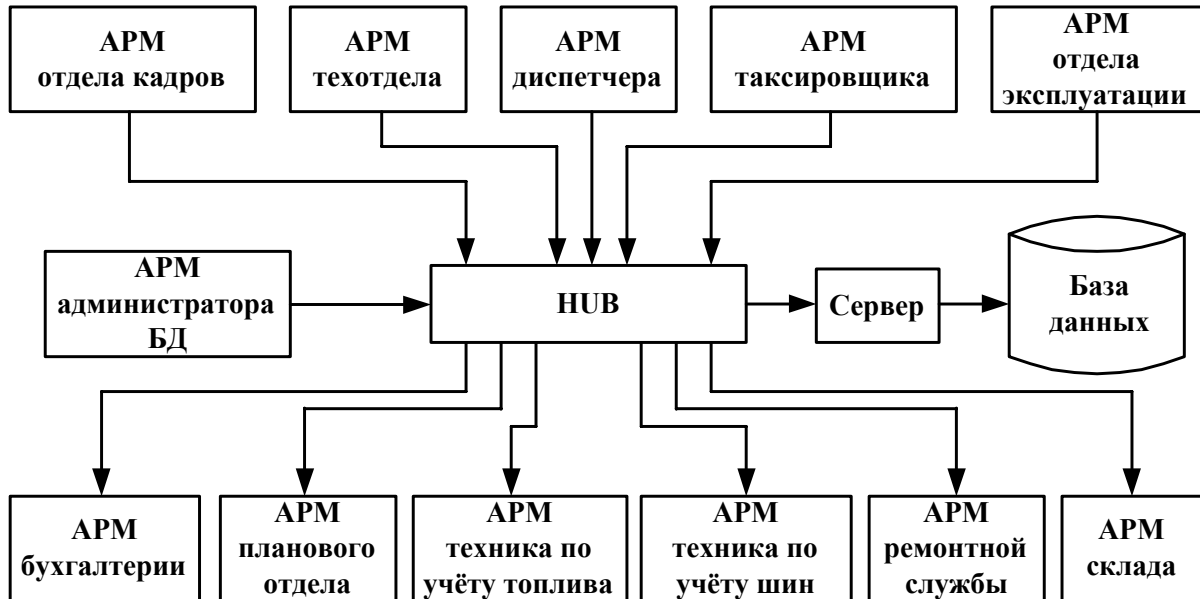 АРМ
отдела кадров
АРМ
техотдела
АРМ
диспетчера
АРМ
таксировщика
АРМ
отдела
эксплуатации
АРМ
администратора
БД
HUB
Сервер
База
данных
АРМ
бухгалтерии
АРМ
планового
отдела
АРМ
техника по
учёту топлива
АРМ
техника по
учёту шин
АРМ
ремонтной
службы
АРМ
склада